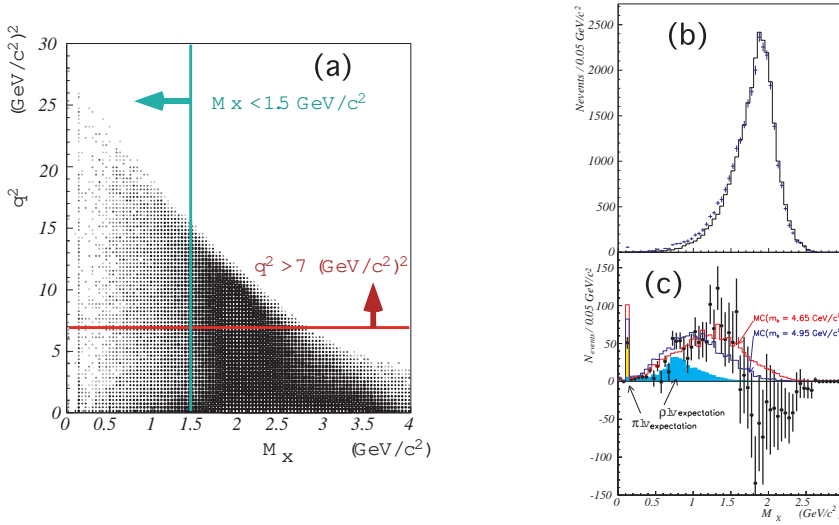 (a)
(GeV/c²)²
q²
30
25
20
15
10
5
0
Mx <1.5 GeV/c²
q² >7 (GeV/c²)²
0 0.5 1 1.5 2 2.5 3 3.5 4
M x (GeV/c²)
(b)
Nevents / 0.05 GeV/c²
2500
2000
1500
1000
500
0
(c)
Nevents / 0.05 GeV/c²
150
100
50
0
-50
-100
-150
MC(m_b = 4.65 GeV/c²
MC(m_b = 4.95 GeV/c²
ρlν expectation
πlν expectation
0 0.5 1 1.5 2 2.5
M x (GeV/c²